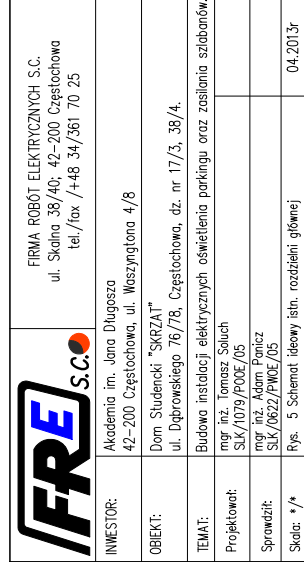 FRE S.C.
FIRMA ROBÓT ELEKTRYCZNYCH S.C.
ul. Skalna 38/40; 42-200 Częstochowa
tel./fax /+48 34/361 70 25
INWESTOR:
Akademia im. Jana Długosza
42-200 Częstochowa, ul. Waszyngtona 4/8
OBIEKT:
Dom Studencki "SKRZAT"
ul. Dąbrowskiego 76/78, Częstochowa, dz. nr 17/3, 38/4.
TEMAT:
Budowa instalacji elektrycznych oświetlenia parkingu oraz zasilania szlabanów.
Projektował:
mgr inż. Tomasz Soluch
SLK/1079/POOE/05
Sprawdził:
mgr inż. Adam Panicz
SLK/0622/PWOE/05
Skala: */*
Rys. 5 Schemat ideowy istn. rozdzielni głównej
04.2013r